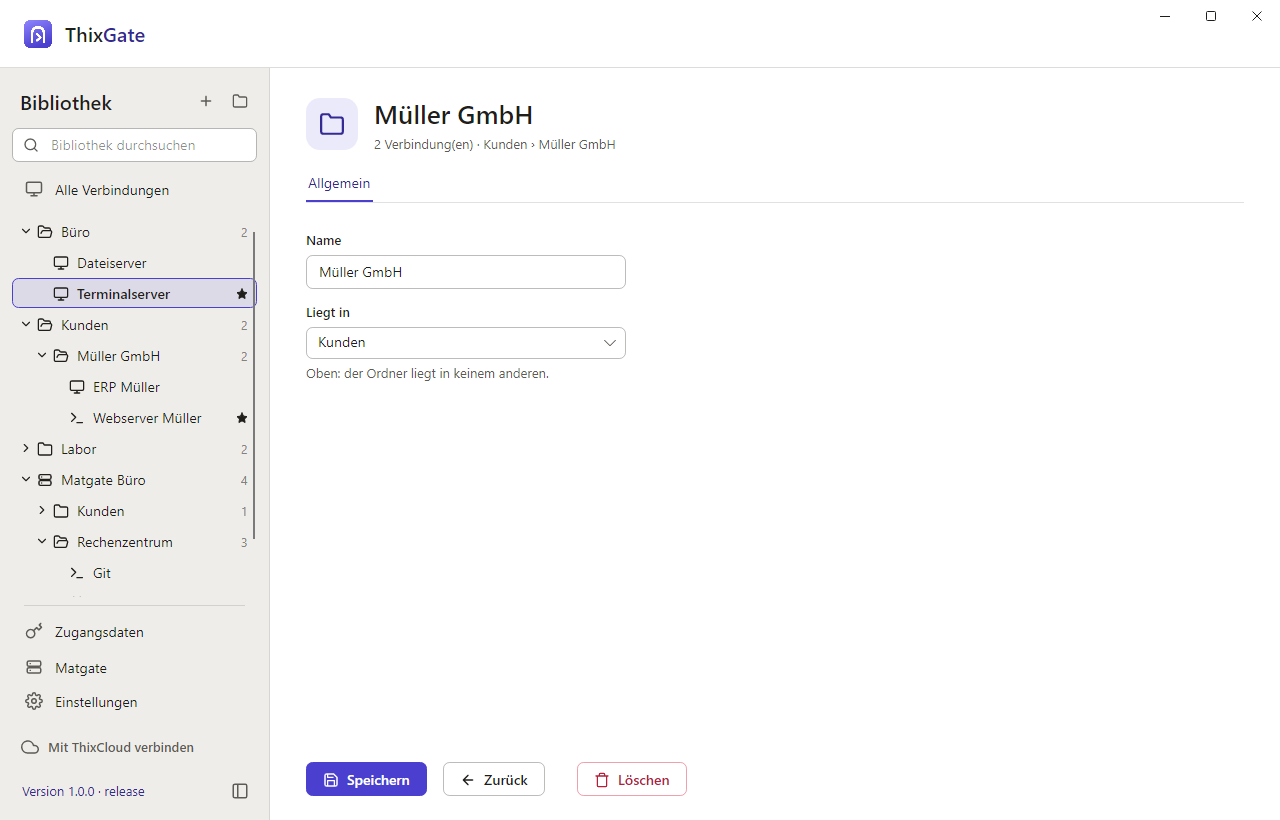 ThixGate
Bibliothek
Bibliothek durchsuchen
Alle Verbindungen
Büro 2
Dateiserver
Terminalserver
Kunden 2
Müller GmbH 2
ERP Müller
Webserver Müller
Labor 2
Matgate Büro 4
Kunden 1
Rechenzentrum 3
Git
Zugangsdaten
Matgate
Einstellungen
Mit ThixCloud verbinden
Version 1.0.0 · release
Müller GmbH
2 Verbindung(en) · Kunden › Müller GmbH
Allgemein
Name
Müller GmbH
Liegt in
Kunden
Oben: der Ordner liegt in keinem anderen.
Speichern
Zurück
Löschen